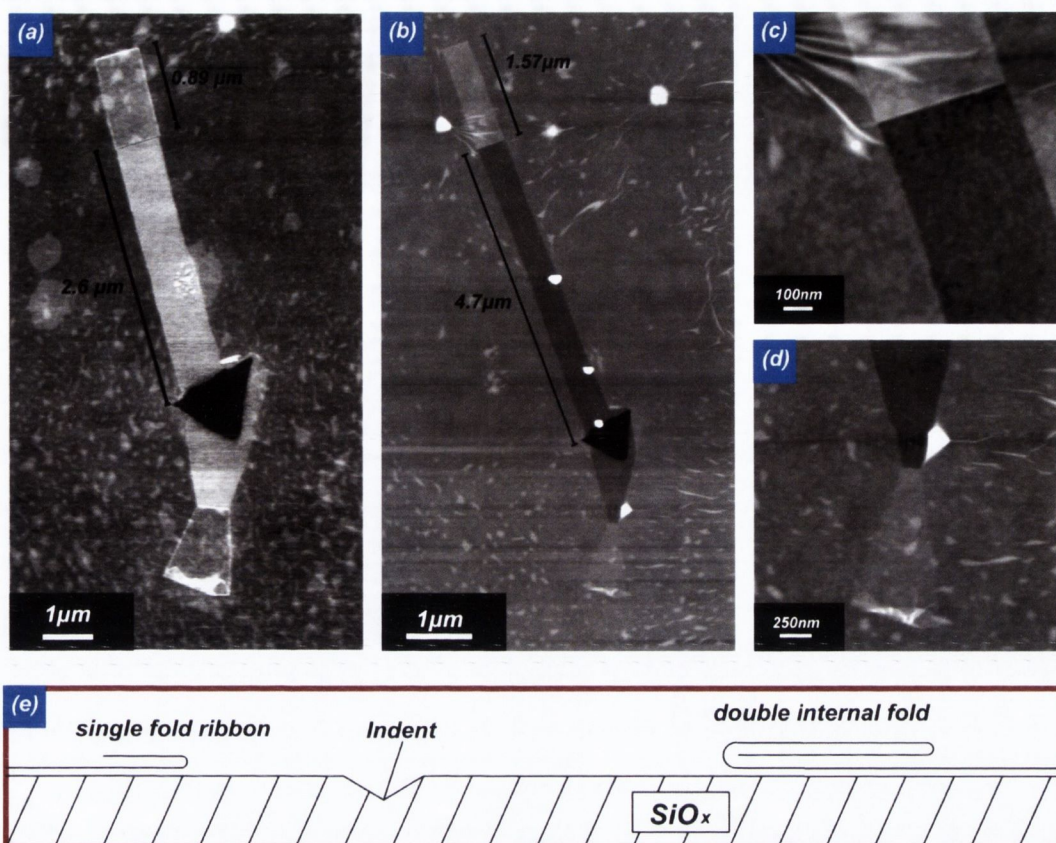 (a)
0.89 μm
2.6 μm
1μm
(b)
1.57μm
4.7μm
1μm
(c)
100nm
(d)
250nm
(e)
single fold ribbon
Indent
double internal fold
SiOx